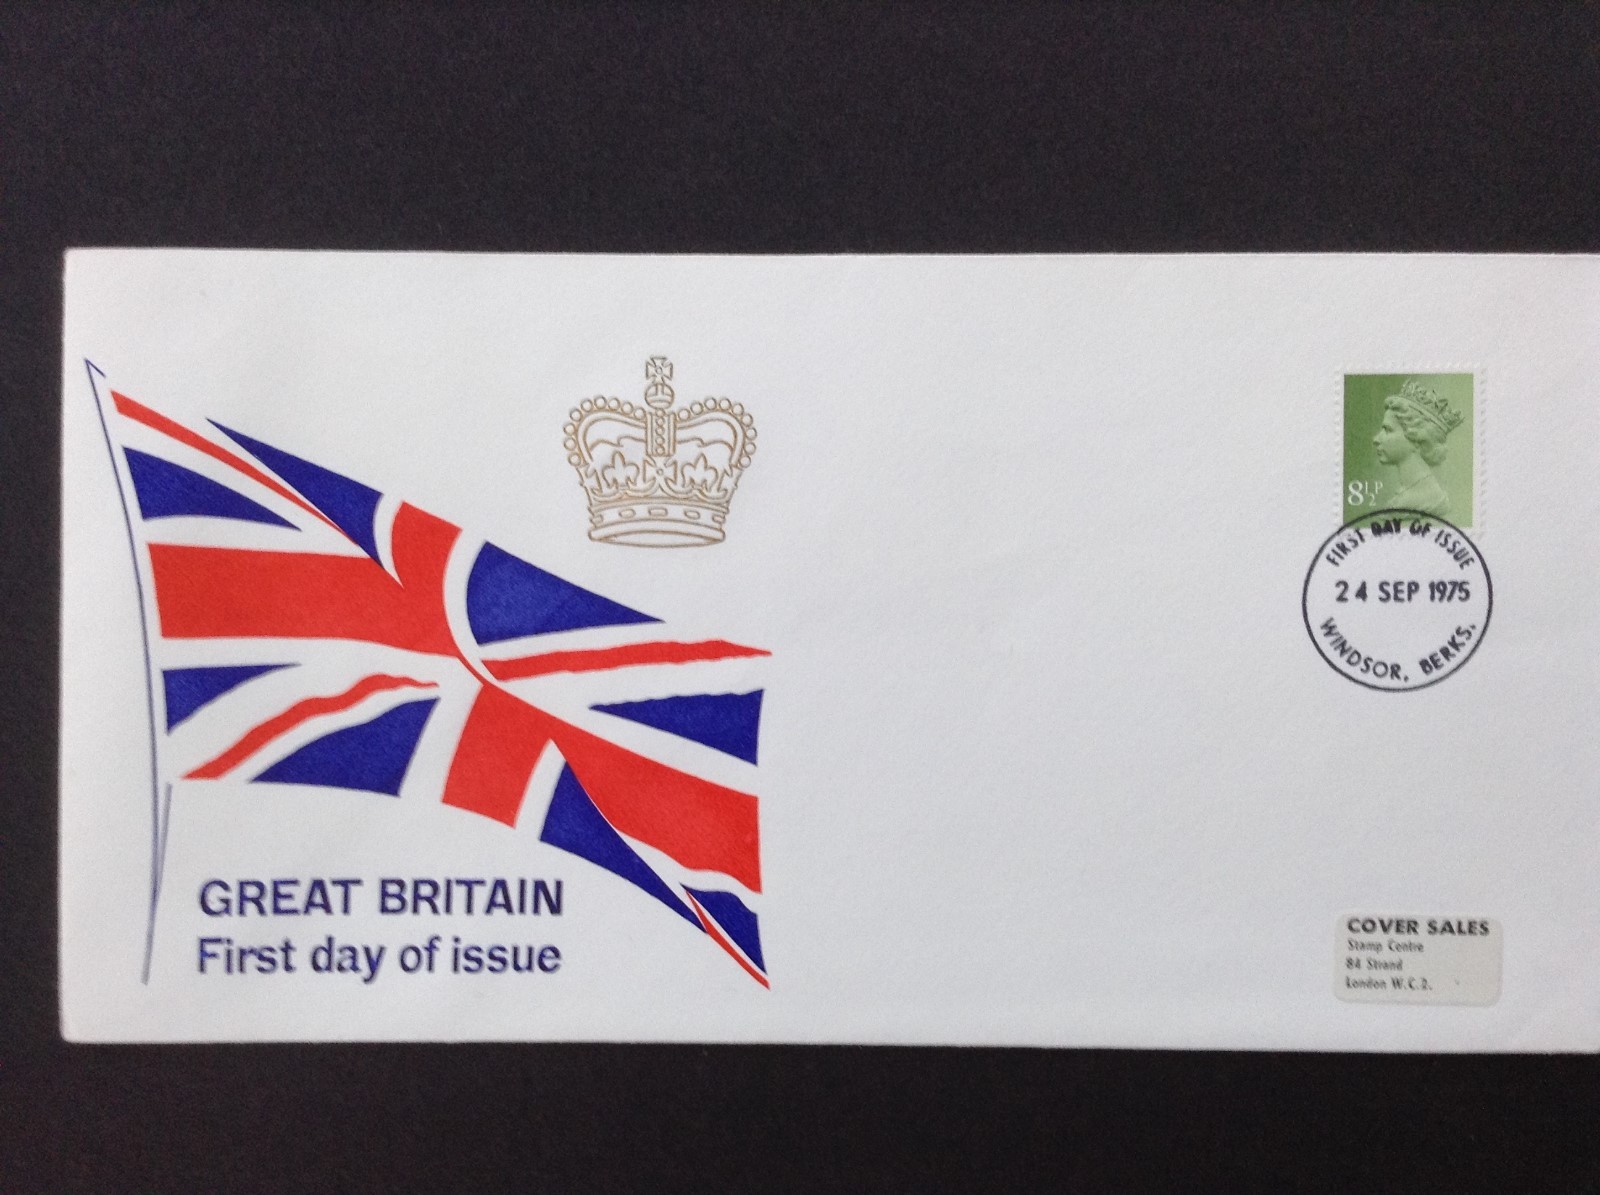 GREAT BRITAIN
First day of issue
8½P
FIRST DAY OF ISSUE
24 SEP 1975
WINDSOR, BERKS.
COVER SALES
Stamp Centre
84 Strand
London W.C.2.